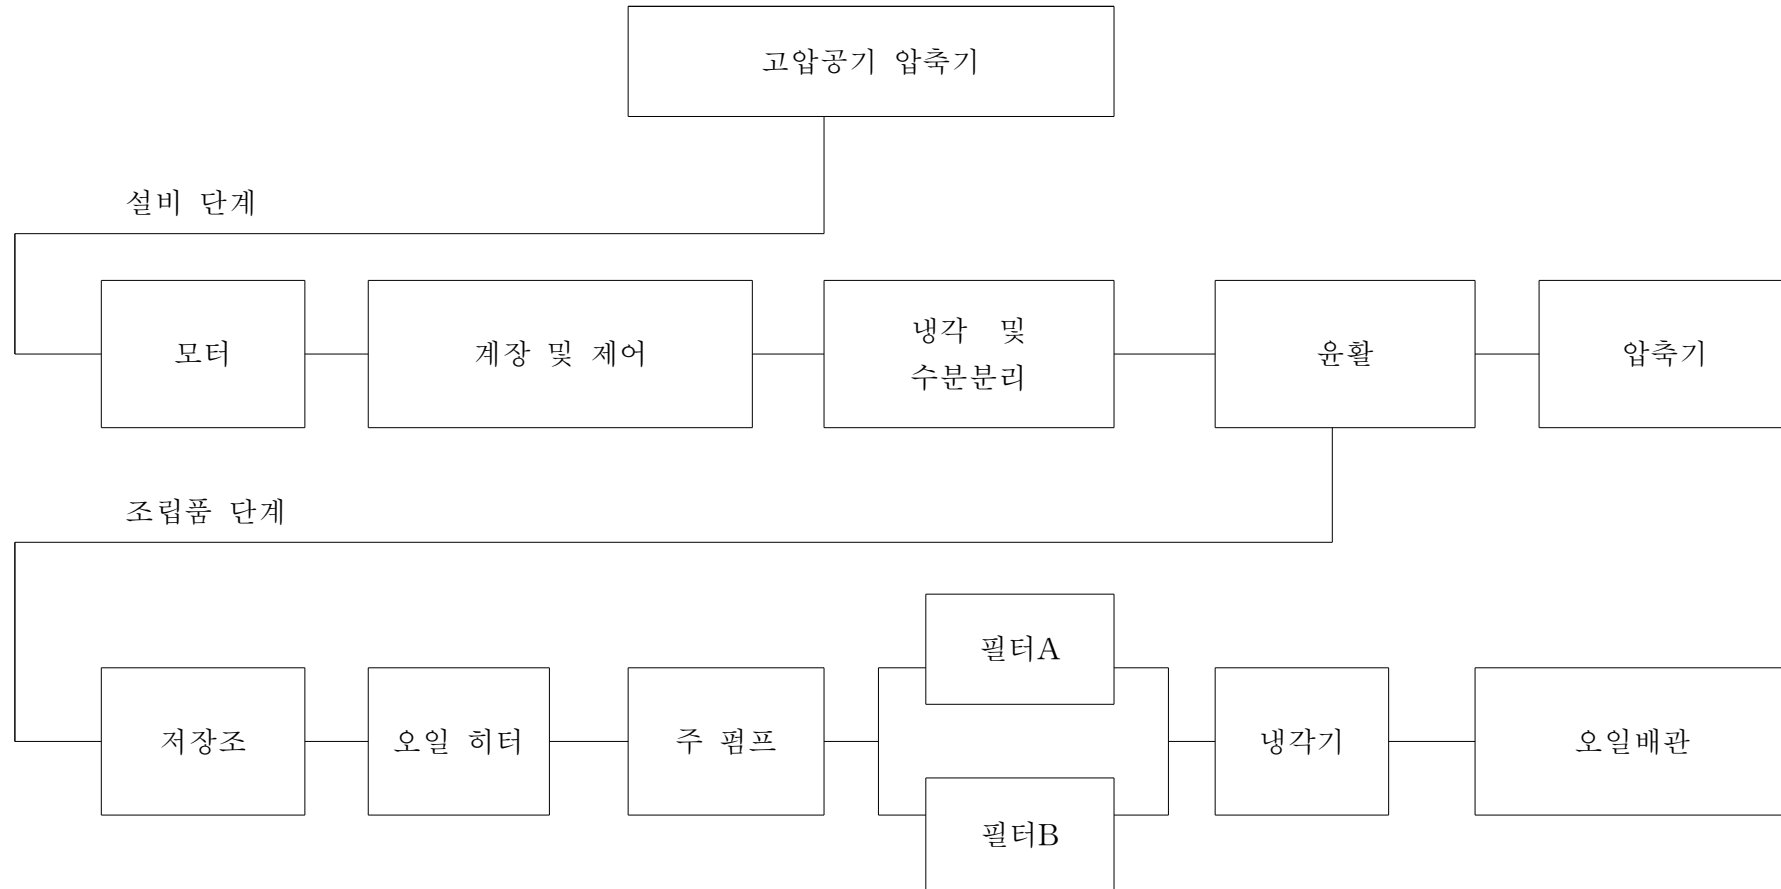 고압공기 압축기
설비 단계
모터
계장 및 제어
냉각 및
수분분리
윤활
압축기
조립품 단계
저장조
오일 히터
주 펌프
필터A
필터B
냉각기
오일배관